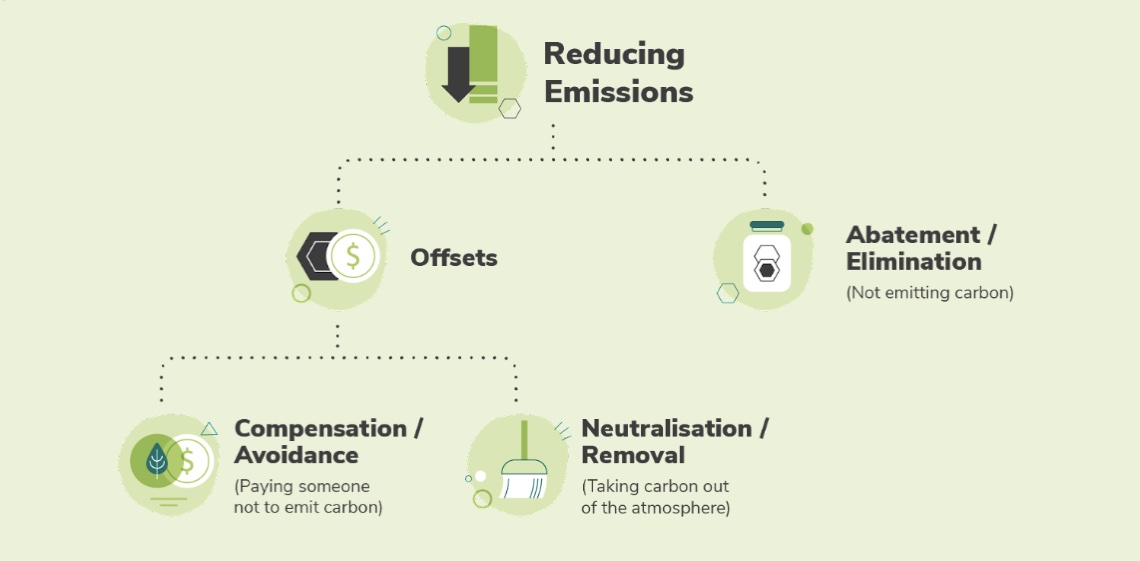 Reducing
Emissions
$
Offsets
Abatement /
Elimination
(Not emitting carbon)
$
Compensation /
Avoidance
(Paying someone
not to emit carbon)
Neutralisation /
Removal
(Taking carbon out
of the atmosphere)